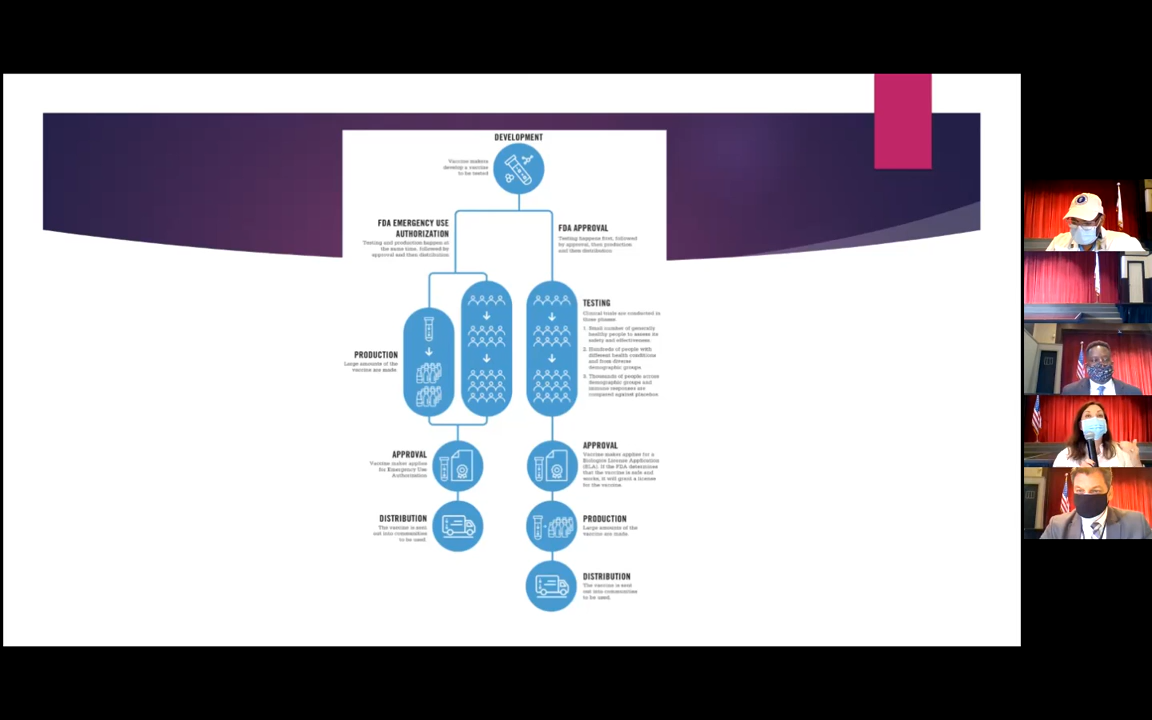 DEVELOPMENT
Vaccine makers
develop a vaccine
to be tested
FDA EMERGENCY USE
AUTHORIZATION
Testing and production happen at
the same time, followed by
approval and then distribution
FDA APPROVAL
Testing happens first, followed
by approval, then production
and then distribution
PRODUCTION
Large amounts of the
vaccine are made.
TESTING
Clinical trials are conducted in
three phases.
1. Small number of generally
healthy people to assess its
safety and effectiveness.
2. Hundreds of people with
different health conditions
and from diverse
demographic groups.
3. Thousands of people across
demographic groups and
immune responses are
compared against placebos.
APPROVAL
Vaccine maker applies
for Emergency Use
Authorization
APPROVAL
Vaccine maker applies for a
Biologics License Application
(BLA). If the FDA determines
that the vaccine is safe and
works, it will grant a license
for the vaccine.
DISTRIBUTION
The vaccine is sent
out into communities
to be used.
PRODUCTION
Large amounts of the
vaccine are made.
DISTRIBUTION
The vaccine is sent
out into communities
to be used.